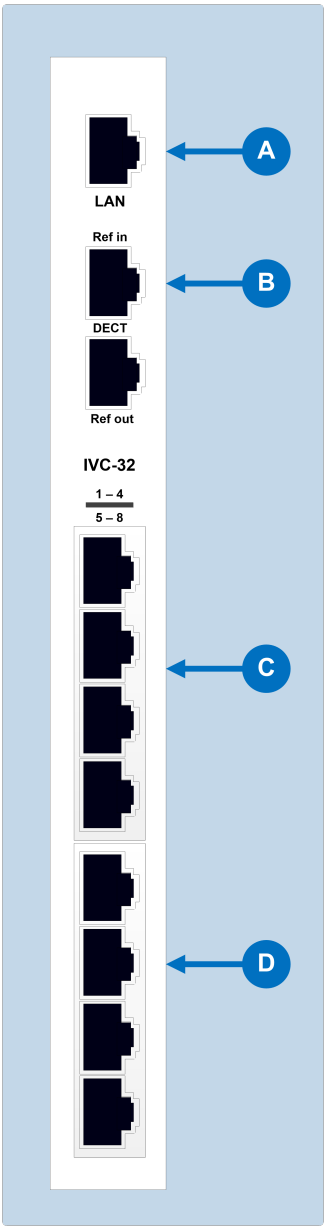 A
LAN
Ref in
B
DECT
Ref out
IVC-32
1 – 4
5 – 8
C
D